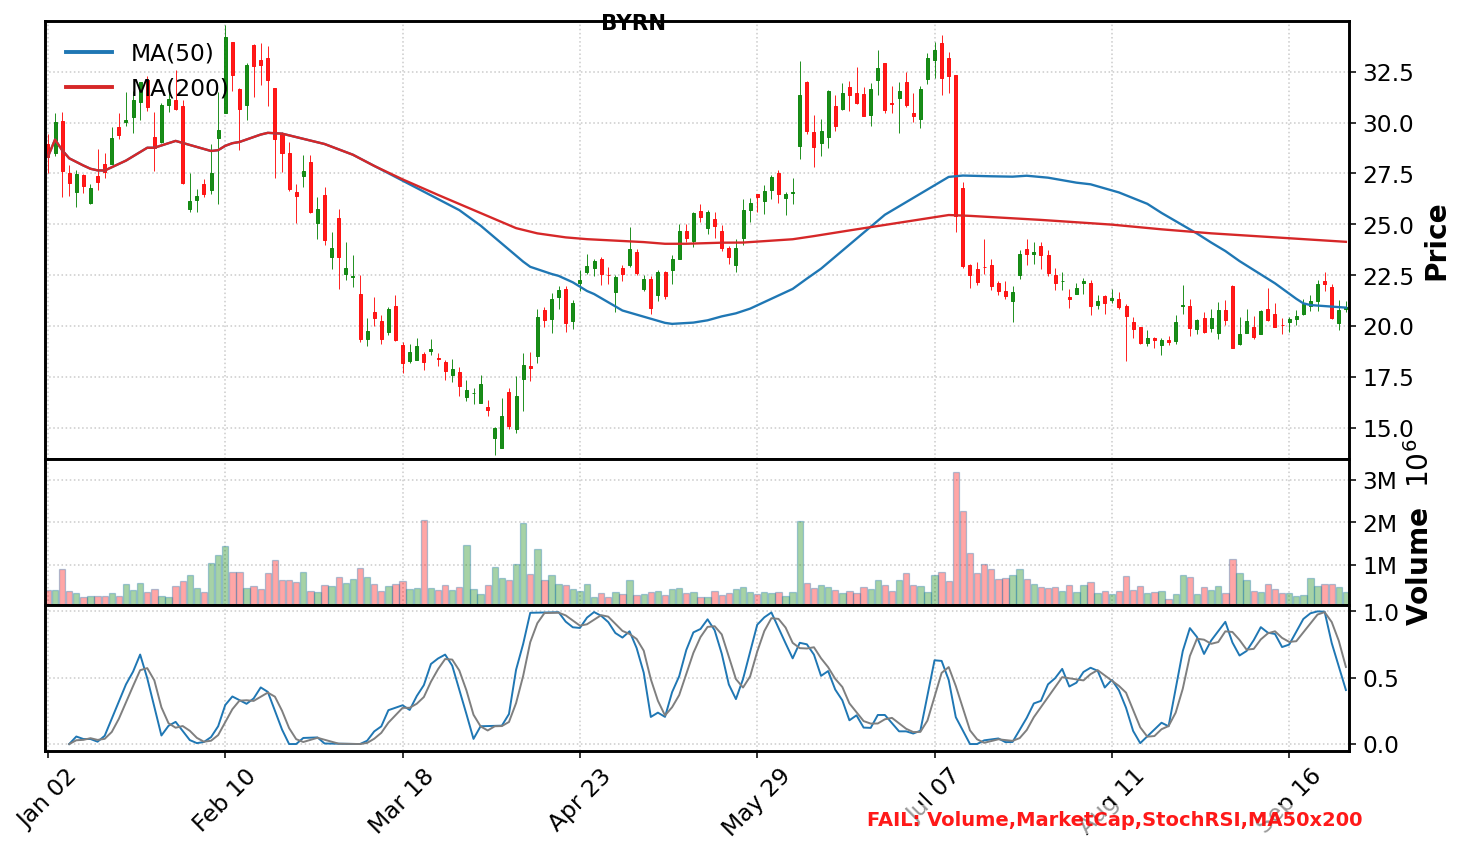 BYRN
MA(50)
MA(200)
32.5
30.0
27.5
25.0
22.5
20.0
17.5
15.0
Price
3M
2M
1M
Volume 10^6
1.0
0.5
0.0
Jan 02
Feb 10
Mar 18
Apr 23
May 29
Jul 07
Aug 11
Sep 16
FAIL: Volume,MarketCap,StochRSI,MA50x200